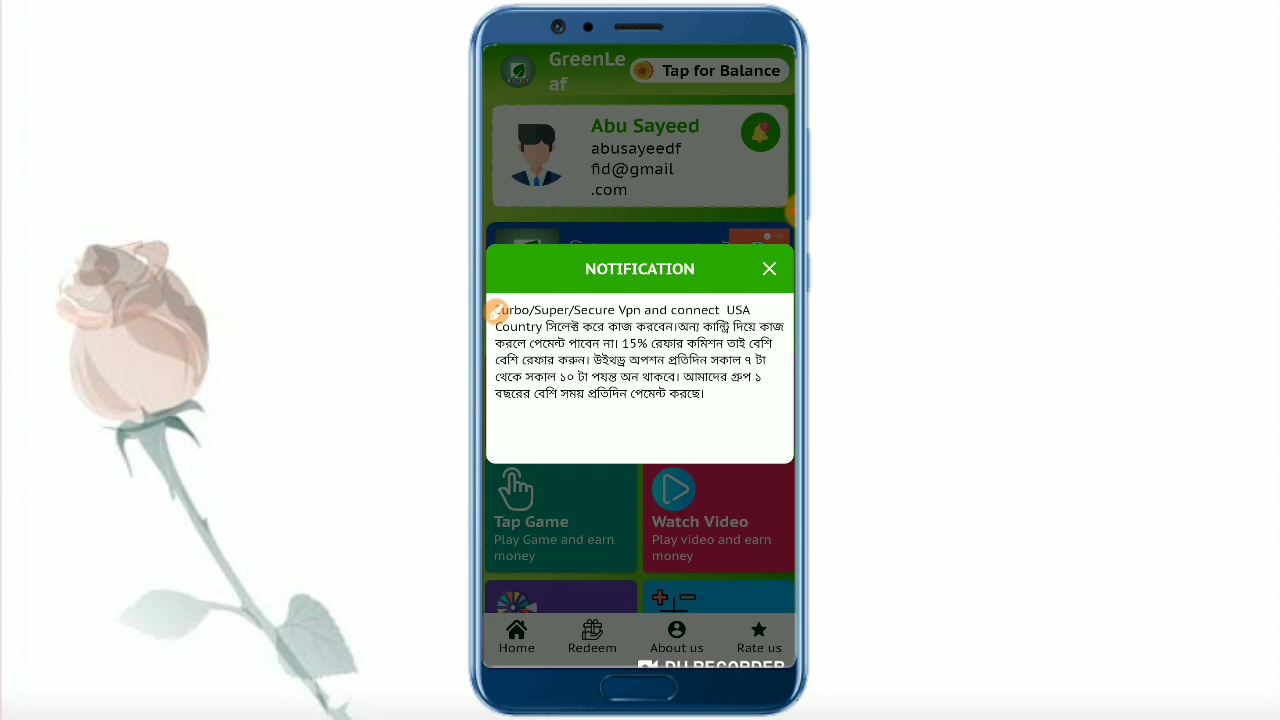 GreenLe
af
Tap for Balance
Abu Sayeed
abusayeedf
fid@gmail
.com
NOTIFICATION
Turbo/Super/Secure Vpn and connect USA
Country সিলেক্ট করে কাজ করবেন।অন্য কান্ট্রি দিয়ে কাজ
করলে পেমেন্ট পাবেন না। 15% রেফার কমিশন তাই বেশি
বেশি রেফার করুন। উইথড্র অপশন প্রতিদিন সকাল ৭ টা
থেকে সকাল ১০ টা পযন্ত অন থাকবে। আমাদের গ্রুপ ১
বছরের বেশি সময় প্রতিদিন পেমেন্ট করছে।
Tap Game
Play Game and earn
money
Watch Video
Play video and earn
money
Home
Redeem
About us
Rate us
DU RECORDER